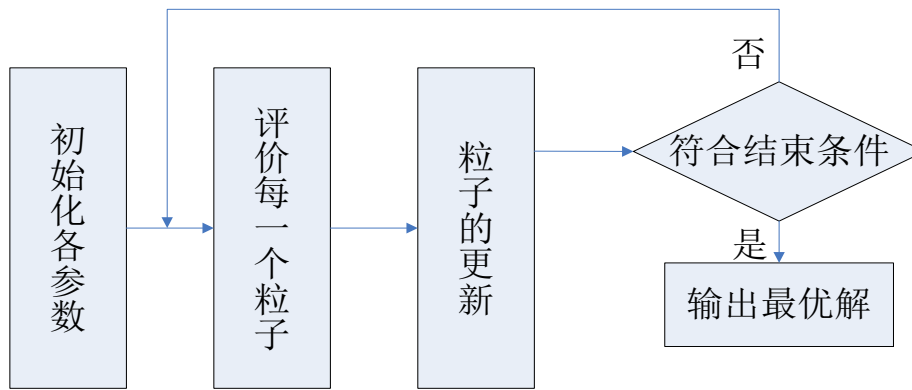 初始化各参数
评价每一个粒子
粒子的更新
符合结束条件
否
是
输出最优解